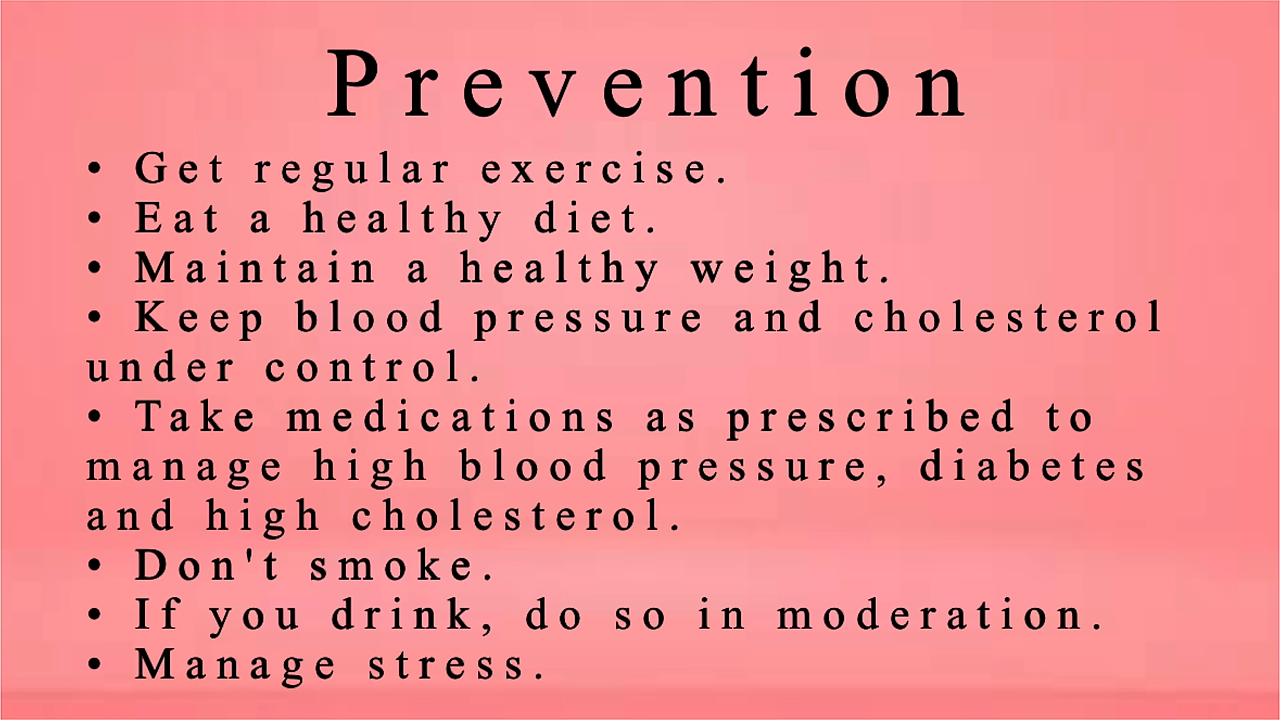 Prevention
• Get regular exercise.
• Eat a healthy diet.
• Maintain a healthy weight.
• Keep blood pressure and cholesterol
under control.
• Take medications as prescribed to
manage high blood pressure, diabetes
and high cholesterol.
• Don't smoke.
• If you drink, do so in moderation.
• Manage stress.